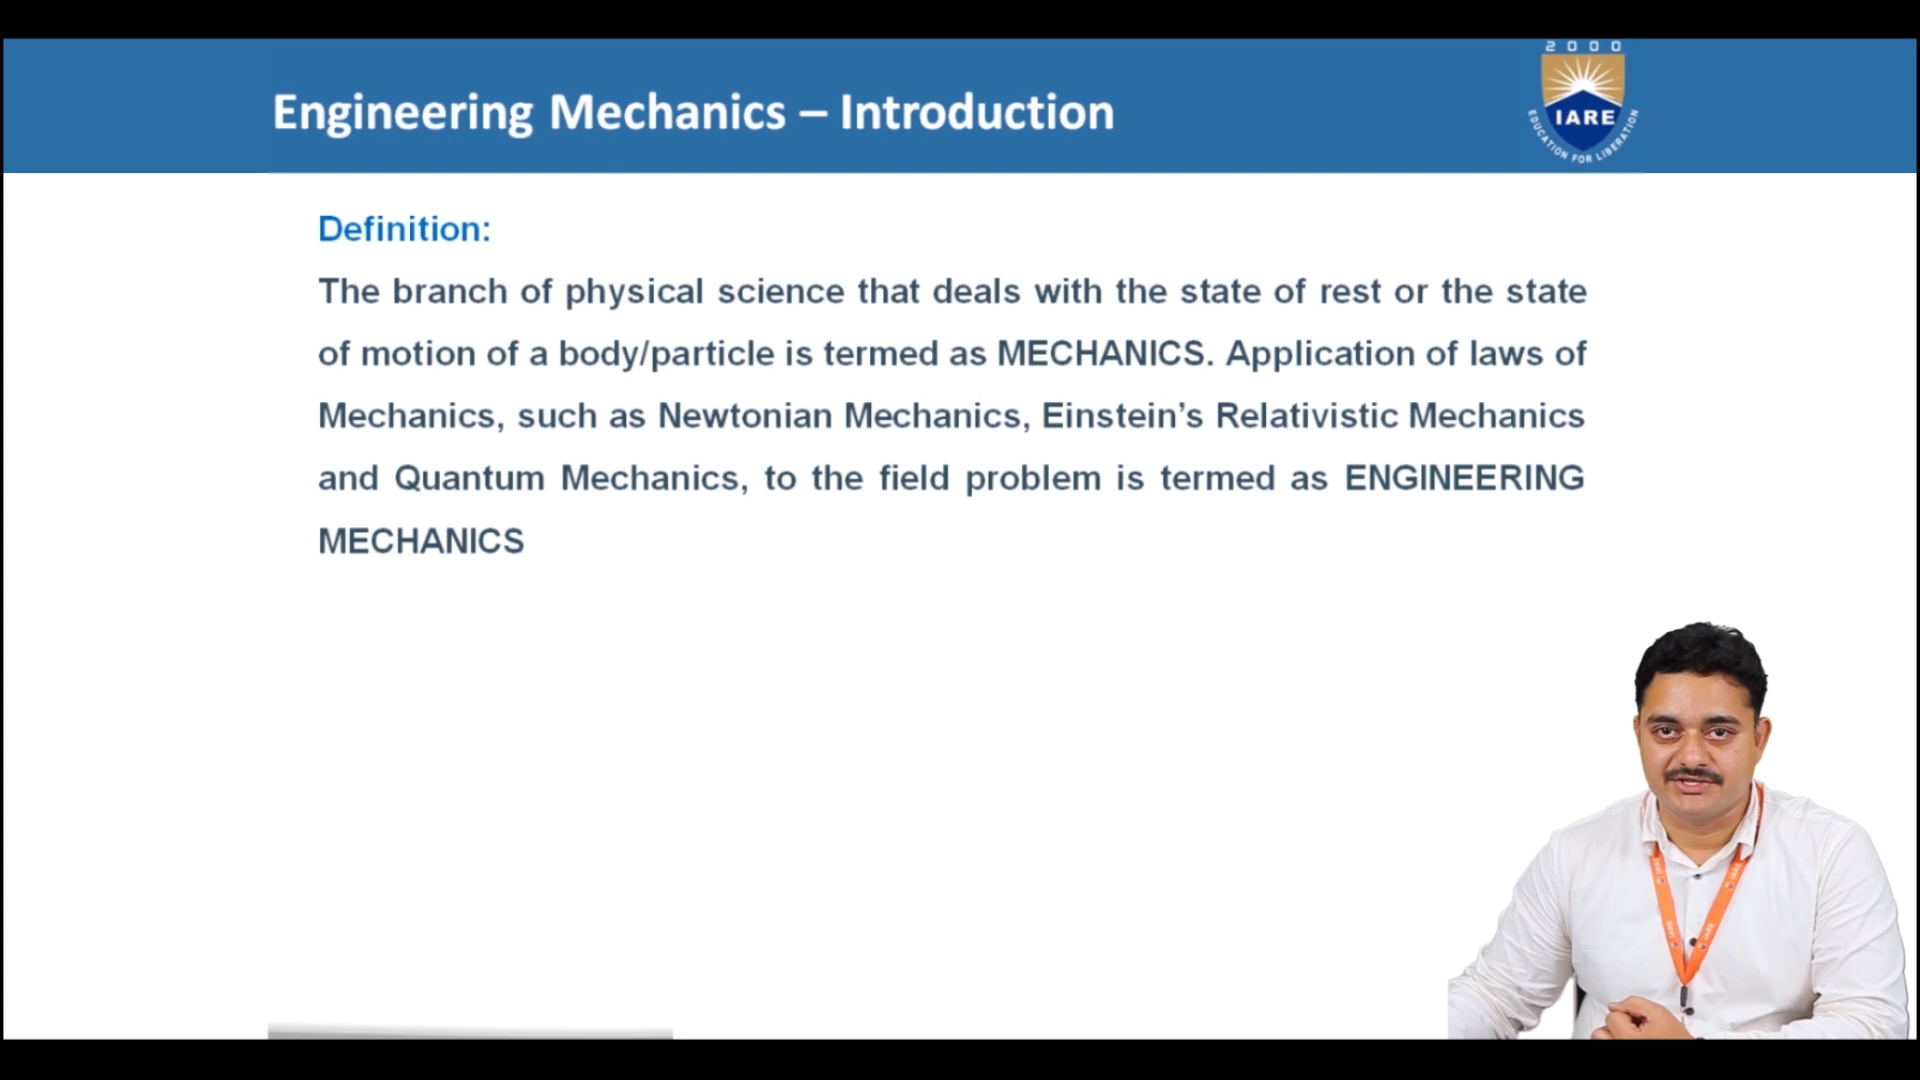 2000
Engineering Mechanics – Introduction
IARE
EDUCATION FOR LIBERATION
Definition:
The branch of physical science that deals with the state of rest or the state
of motion of a body/particle is termed as MECHANICS. Application of laws of
Mechanics, such as Newtonian Mechanics, Einstein’s Relativistic Mechanics
and Quantum Mechanics, to the field problem is termed as ENGINEERING
MECHANICS